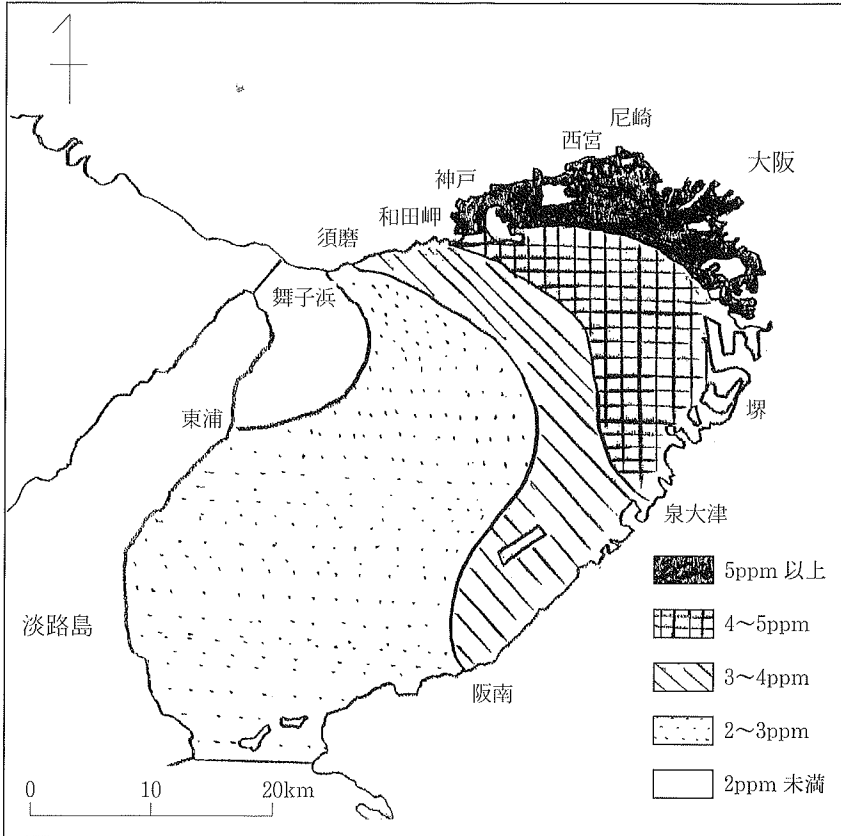 尼崎
西宮
大阪
神戸
和田岬
須磨
舞子浜
東浦
堺
泉大津
淡路島
阪南
5ppm 以上
4～5ppm
3～4ppm
2～3ppm
2ppm 未満
0 10 20km